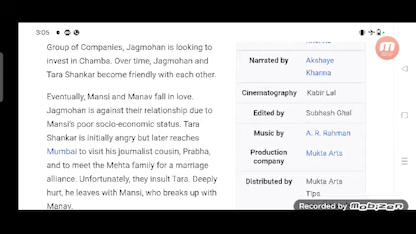 3:05
Group of Companies, Jagmohan is looking to
invest in Chamba. Over time, Jagmohan and
Tara Shankar become friendly with each other.
Eventually, Mansi and Manav fall in love.
Jagmohan is against their relationship due to
Mansi's poor socio-economic status. Tara
Shankar is initially angry but later reaches
Mumbai to visit his journalist cousin, Prabha,
and to meet the Mehta family for a marriage
alliance. Unfortunately, they insult Tara. Deeply
hurt, he leaves with Mansi, who breaks up with
Manav.
Narrated by Akshaye
Khanna
Cinematography Kabir Lal
Edited by Subhash Ghai
Music by A. R. Rahman
Production Mukta Arts
company
Distributed by Mukta Arts
Tips
Recorded by Mobizen